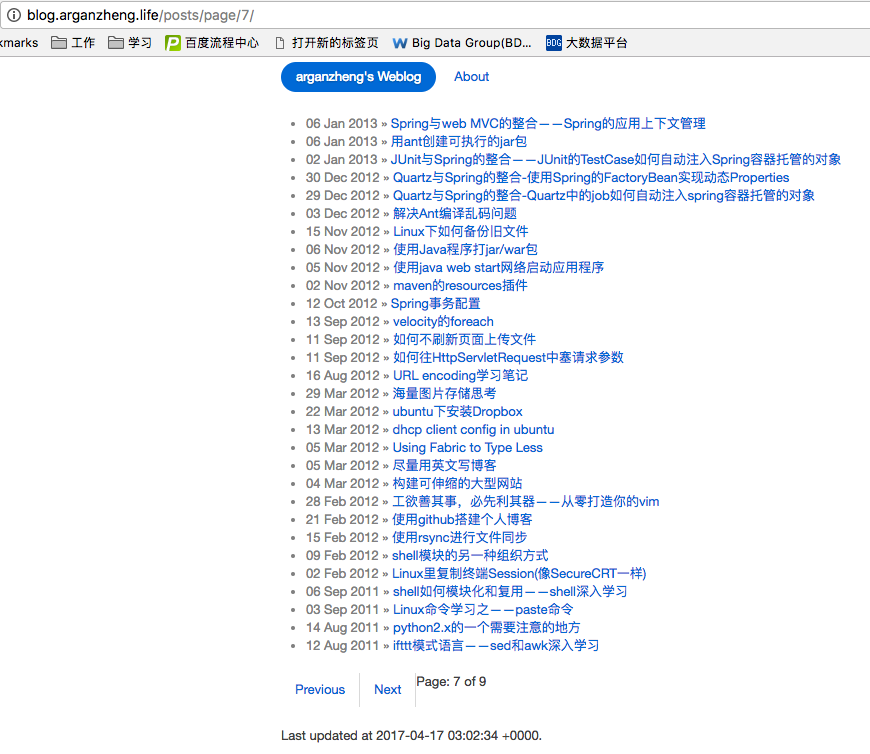 blog.arganzheng.life/posts/page/7/
kmarks 工作 学习 百度流程中心 打开新的标签页 Big Data Group(BD... BDG 大数据平台
arganzheng's Weblog About
06 Jan 2013 » Spring与web MVC的整合——Spring的应用上下文管理
06 Jan 2013 » 用ant创建可执行的jar包
02 Jan 2013 » JUnit与Spring的整合——JUnit的TestCase如何自动注入Spring容器托管的对象
30 Dec 2012 » Quartz与Spring的整合-使用Spring的FactoryBean实现动态Properties
29 Dec 2012 » Quartz与Spring的整合-Quartz中的job如何自动注入spring容器托管的对象
03 Dec 2012 » 解决Ant编译乱码问题
15 Nov 2012 » Linux下如何备份旧文件
06 Nov 2012 » 使用Java程序打jar/war包
05 Nov 2012 » 使用java web start网络启动应用程序
02 Nov 2012 » maven的resources插件
12 Oct 2012 » Spring事务配置
13 Sep 2012 » velocity的foreach
11 Sep 2012 » 如何不刷新页面上传文件
11 Sep 2012 » 如何往HttpServletRequest中塞请求参数
16 Aug 2012 » URL encoding学习笔记
29 Mar 2012 » 海量图片存储思考
22 Mar 2012 » ubuntu下安装Dropbox
13 Mar 2012 » dhcp client config in ubuntu
05 Mar 2012 » Using Fabric to Type Less
05 Mar 2012 » 尽量用英文写博客
04 Mar 2012 » 构建可伸缩的大型网站
28 Feb 2012 » 工欲善其事，必先利其器——从零打造你的vim
21 Feb 2012 » 使用github搭建个人博客
15 Feb 2012 » 使用rsync进行文件同步
09 Feb 2012 » shell模块的另一种组织方式
02 Feb 2012 » Linux里复制终端Session(像SecureCRT一样)
06 Sep 2011 » shell如何模块化和复用——shell深入学习
03 Sep 2011 » Linux命令学习之——paste命令
14 Aug 2011 » python2.x的一个需要注意的地方
12 Aug 2011 » ifttt模式语言——sed和awk深入学习
Previous Next Page: 7 of 9
Last updated at 2017-04-17 03:02:34 +0000.